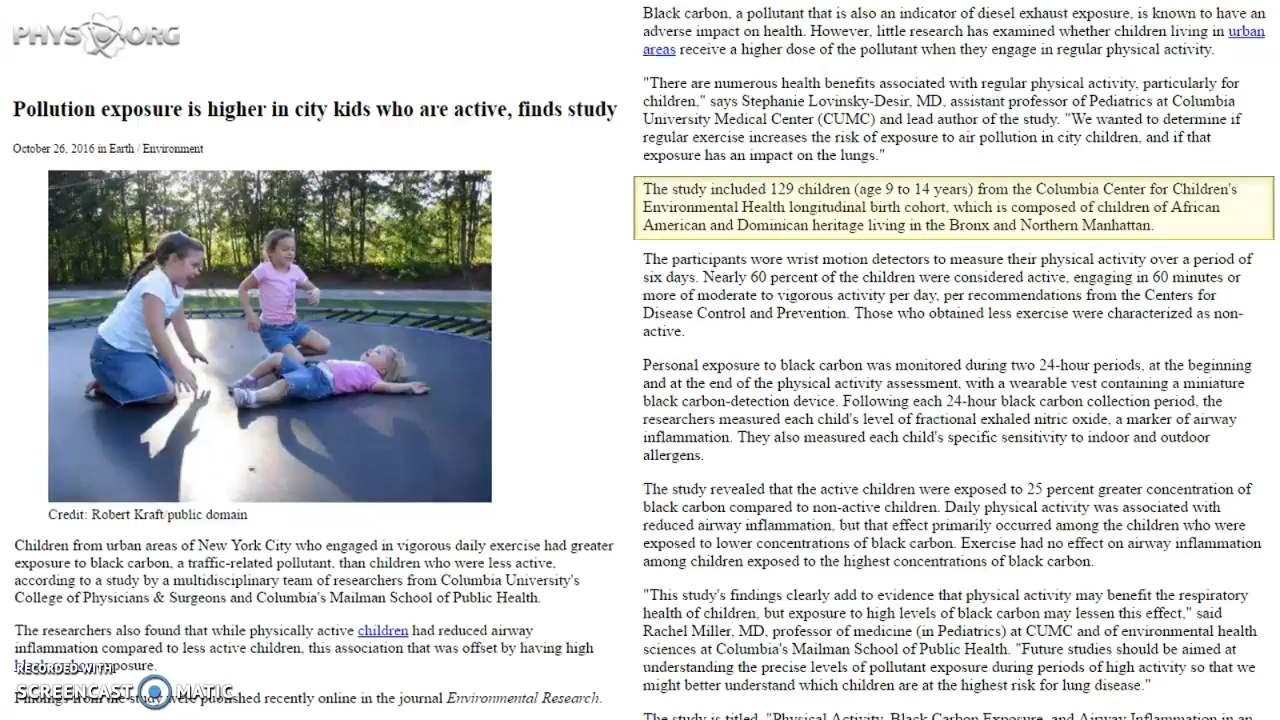 PHYS ORG
Pollution exposure is higher in city kids who are active, finds study
October 26, 2016 in Earth / Environment
Credit: Robert Kraft/public domain
Children from urban areas of New York City who engaged in vigorous daily exercise had greater
exposure to black carbon, a traffic-related pollutant, than children who were less active,
according to a study by a multidisciplinary team of researchers from Columbia University's
College of Physicians & Surgeons and Columbia's Mailman School of Public Health.
The researchers also found that while physically active children had reduced airway
inflammation compared to less active children, this association that was offset by having high
exposure.
RECORDED WITH
SCREENCAST MATIC
Findings from the study were published recently online in the journal Environmental Research.
Black carbon, a pollutant that is also an indicator of diesel exhaust exposure, is known to have an
adverse impact on health. However, little research has examined whether children living in urban
areas receive a higher dose of the pollutant when they engage in regular physical activity.
"There are numerous health benefits associated with regular physical activity, particularly for
children," says Stephanie Lovinsky-Desir, MD, assistant professor of Pediatrics at Columbia
University Medical Center (CUMC) and lead author of the study. "We wanted to determine if
regular exercise increases the risk of exposure to air pollution in city children, and if that
exposure has an impact on the lungs."
The study included 129 children (age 9 to 14 years) from the Columbia Center for Children's
Environmental Health longitudinal birth cohort, which is composed of children of African
American and Dominican heritage living in the Bronx and Northern Manhattan.
The participants wore wrist motion detectors to measure their physical activity over a period of
six days. Nearly 60 percent of the children were considered active, engaging in 60 minutes or
more of moderate to vigorous activity per day, per recommendations from the Centers for
Disease Control and Prevention. Those who obtained less exercise were characterized as non-
active.
Personal exposure to black carbon was monitored during two 24-hour periods, at the beginning
and at the end of the physical activity assessment, with a wearable vest containing a miniature
black carbon-detection device. Following each 24-hour black carbon collection period, the
researchers measured each child's level of fractional exhaled nitric oxide, a marker of airway
inflammation. They also measured each child's specific sensitivity to indoor and outdoor
allergens.
The study revealed that the active children were exposed to 25 percent greater concentration of
black carbon compared to non-active children. Daily physical activity was associated with
reduced airway inflammation, but that effect primarily occurred among the children who were
exposed to lower concentrations of black carbon. Exercise had no effect on airway inflammation
among children exposed to the highest concentrations of black carbon.
"This study's findings clearly add to evidence that physical activity may benefit the respiratory
health of children, but exposure to high levels of black carbon may lessen this effect," said
Rachel Miller, MD, professor of medicine (in Pediatrics) at CUMC and of environmental health
sciences at Columbia's Mailman School of Public Health. "Future studies should be aimed at
understanding the precise levels of pollutant exposure during periods of high activity so that we
might better understand which children are at the highest risk for lung disease."
The study is titled, "Physical Activity, Black Carbon Exposure, and Airway Inflammation in an